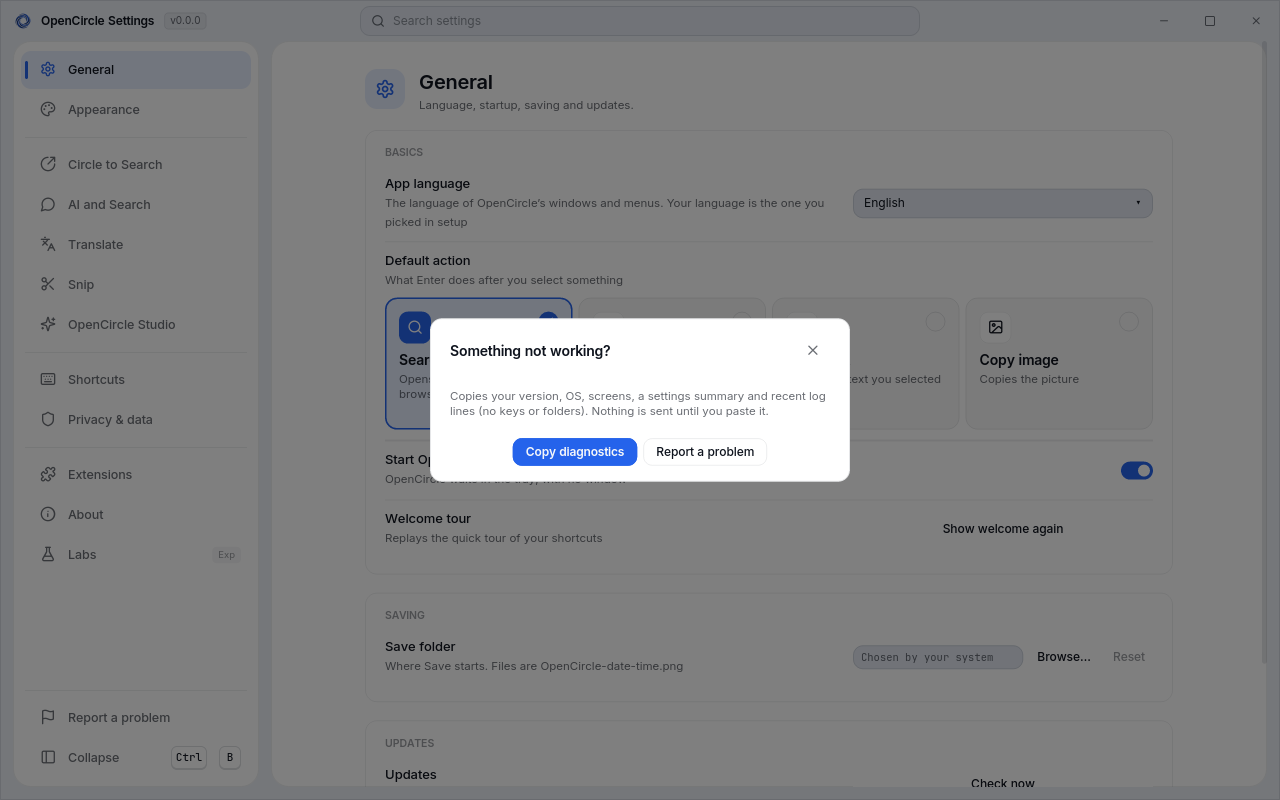 OpenCircle Settings v0.0.0
Search settings
General
Appearance
Circle to Search
AI and Search
Translate
Snip
OpenCircle Studio
Shortcuts
Privacy & data
Extensions
About
Labs Exp
Report a problem
Collapse Ctrl B
General
Language, startup, saving and updates.
BASICS
App language
The language of OpenCircle's windows and menus. Your language is the one you
picked in setup
English
Default action
What Enter does after you select something
text you selected
Copy image
Copies the picture
Something not working?
Copies your version, OS, screens, a settings summary and recent log
lines (no keys or folders). Nothing is sent until you paste it.
Copy diagnostics Report a problem
Start
Welcome tour
Replays the quick tour of your shortcuts
Show welcome again
SAVING
Save folder
Where Save starts. Files are OpenCircle-date-time.png
Chosen by your system Browse... Reset
UPDATES
Updates
Check now